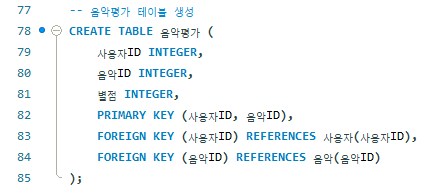 77 -- 음악평가 테이블 생성
78 CREATE TABLE 음악평가 (
79 사용자ID INTEGER,
80 음악ID INTEGER,
81 별점 INTEGER,
82 PRIMARY KEY (사용자ID, 음악ID),
83 FOREIGN KEY (사용자ID) REFERENCES 사용자(사용자ID),
84 FOREIGN KEY (음악ID) REFERENCES 음악(음악ID)
85 );